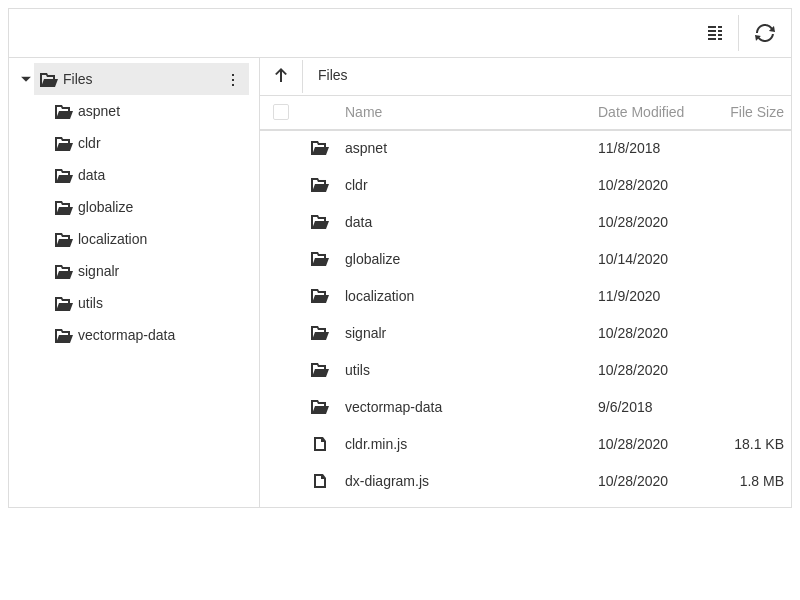 Files
aspnet
cldr
data
globalize
localization
signalr
utils
vectormap-data
Files
Name Date Modified File Size
aspnet 11/8/2018
cldr 10/28/2020
data 10/28/2020
globalize 10/14/2020
localization 11/9/2020
signalr 10/28/2020
utils 10/28/2020
vectormap-data 9/6/2018
cldr.min.js 10/28/2020 18.1 KB
dx-diagram.js 10/28/2020 1.8 MB